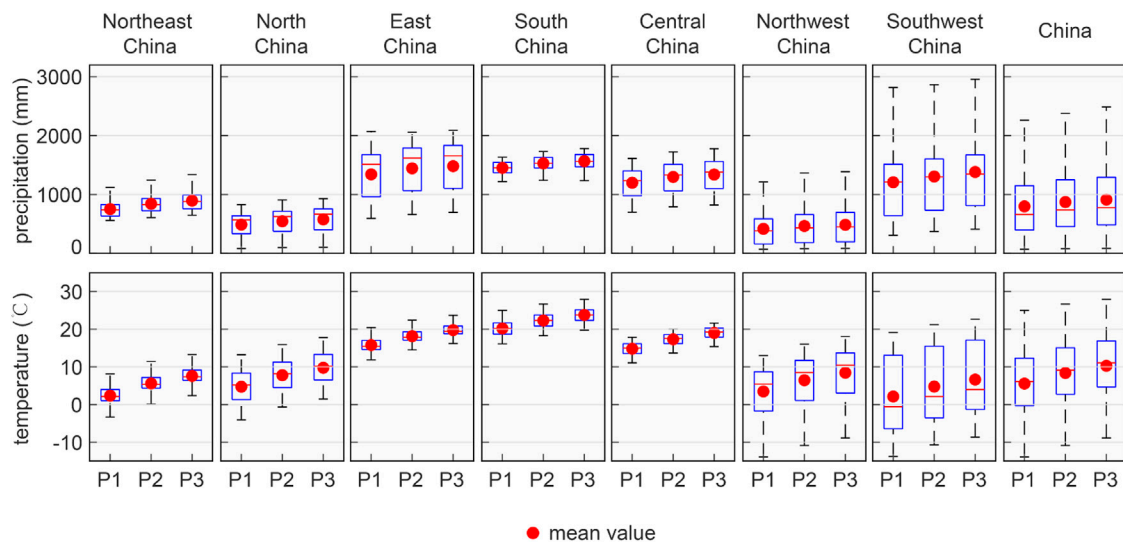 Northeast China
North China
East China
South China
Central China
Northwest China
Southwest China
China
precipitation (mm)
3000
2000
1000
0
temperature (℃)
30
20
10
0
-10
P1 P2 P3 P1 P2 P3 P1 P2 P3 P1 P2 P3 P1 P2 P3 P1 P2 P3 P1 P2 P3 P1 P2 P3
mean value